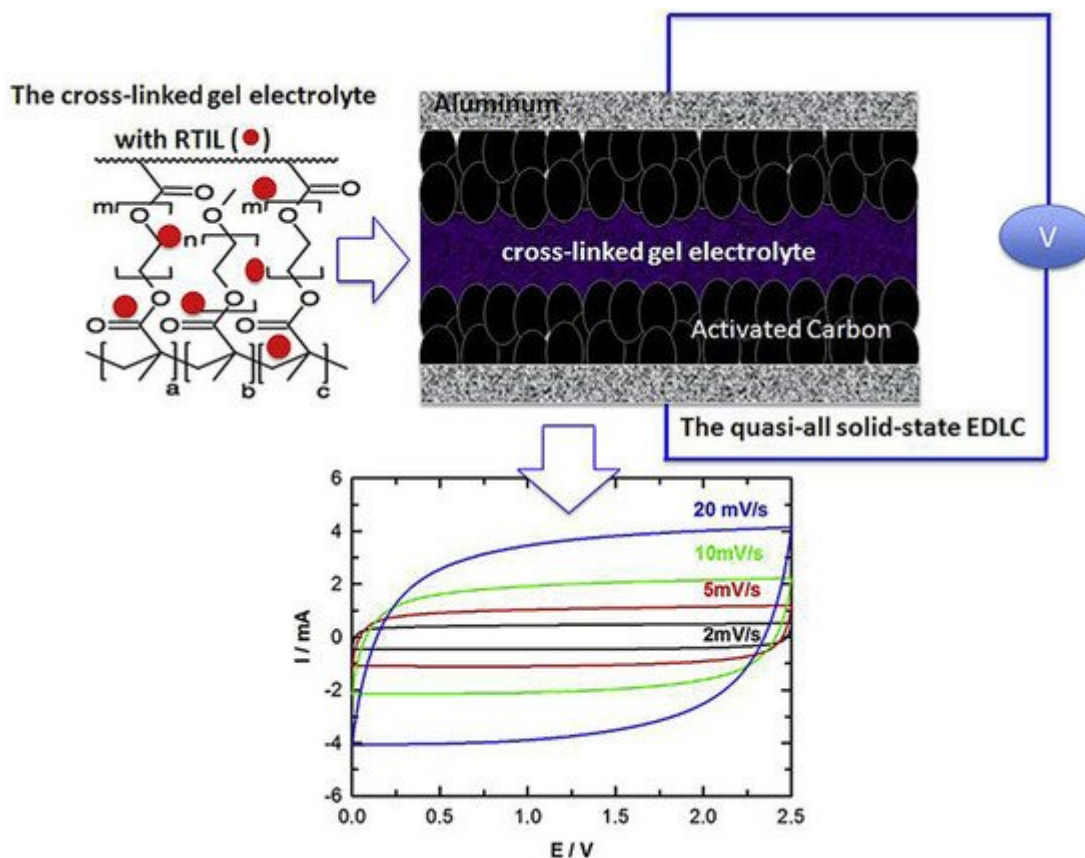 The cross-linked gel electrolyte
with RTIL ( )
m
O
m
O
O
n
O
O
O
O
O
O
O
O
O
a
b
c
Aluminum
cross-linked gel electrolyte
Activated Carbon
V
The quasi-all solid-state EDLC
6
4
2
0
-2
-4
-6
I / mA
20 mV/s
10mV/s
5mV/s
2mV/s
0.0 0.5 1.0 1.5 2.0 2.5
E / V